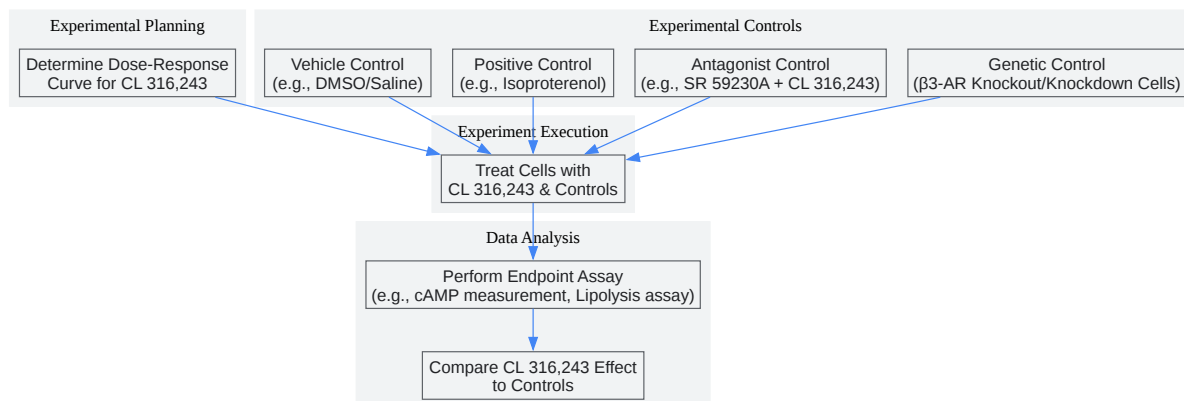 Experimental Planning
Experimental Controls
Determine Dose-Response
Curve for CL 316,243
Vehicle Control
(e.g., DMSO/Saline)
Positive Control
(e.g., Isoproterenol)
Antagonist Control
(e.g., SR 59230A + CL 316,243)
Genetic Control
(β3-AR Knockout/Knockdown Cells)
Experiment Execution
Treat Cells with
CL 316,243 & Controls
Data Analysis
Perform Endpoint Assay
(e.g., cAMP measurement, Lipolysis assay)
Compare CL 316,243 Effect
to Controls